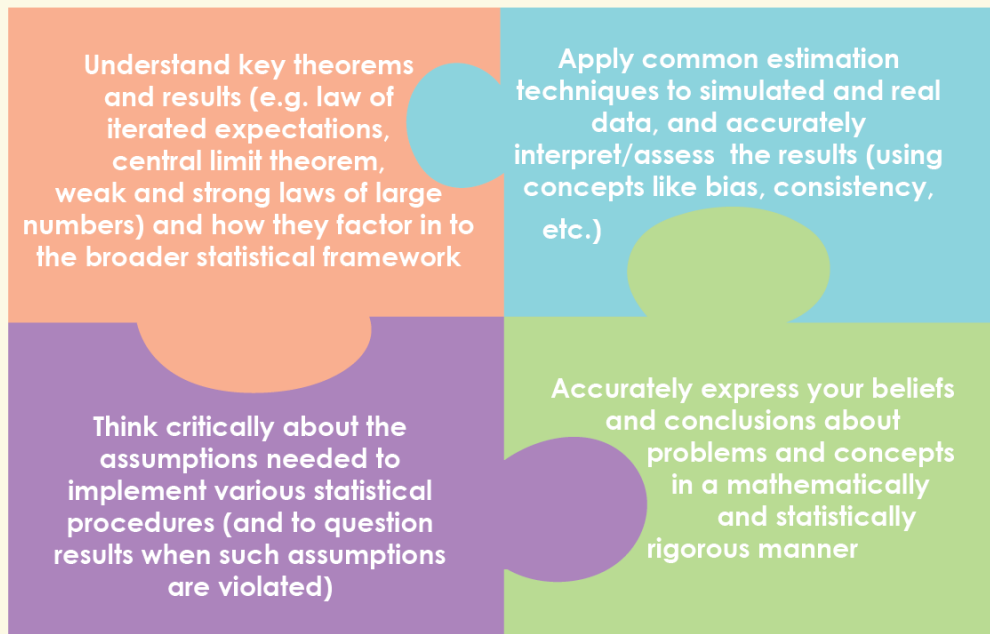 Understand key theorems
and results (e.g. law of
iterated expectations,
central limit theorem,
weak and strong laws of large
numbers) and how they factor in to
the broader statistical framework
Apply common estimation
techniques to simulated and real
data, and accurately
interpret/assess the results (using
concepts like bias, consistency,
etc.)
Think critically about the
assumptions needed to
implement various statistical
procedures (and to question
results when such assumptions
are violated)
Accurately express your beliefs
and conclusions about
problems and concepts
in a mathematically
and statistically
rigorous manner